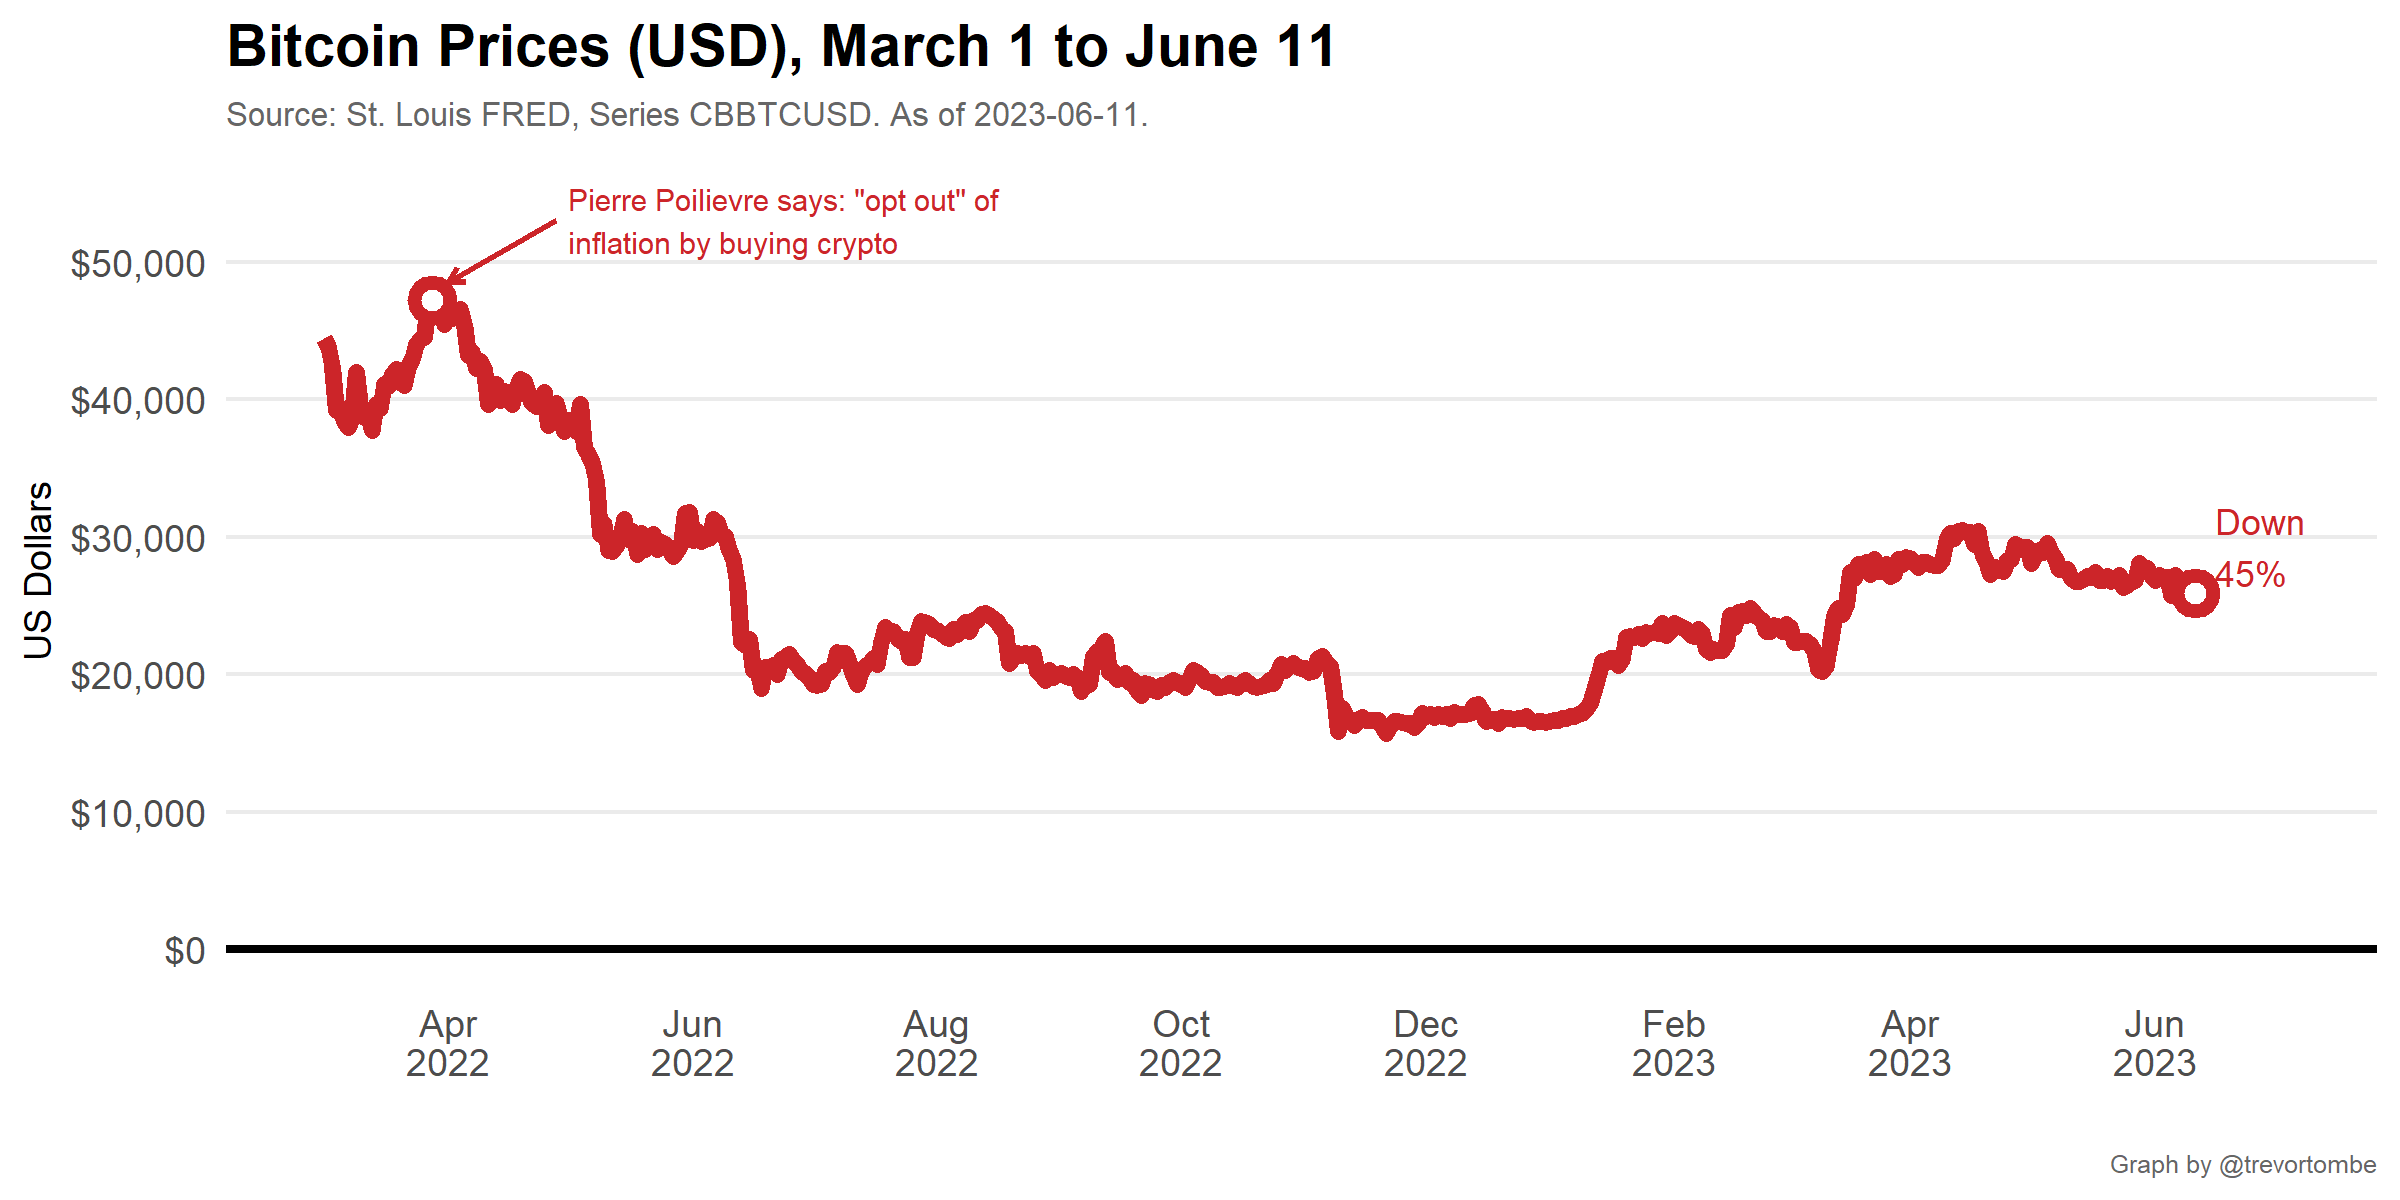 Bitcoin Prices (USD), March 1 to June 11
Source: St. Louis FRED, Series CBBTCUSD. As of 2023-06-11.
Pierre Poilievre says: "opt out" of
inflation by buying crypto
US Dollars
$50,000
$40,000
$30,000
$20,000
$10,000
$0
Down
45%
Apr
2022
Jun
2022
Aug
2022
Oct
2022
Dec
2022
Feb
2023
Apr
2023
Jun
2023
Graph by @trevortombe